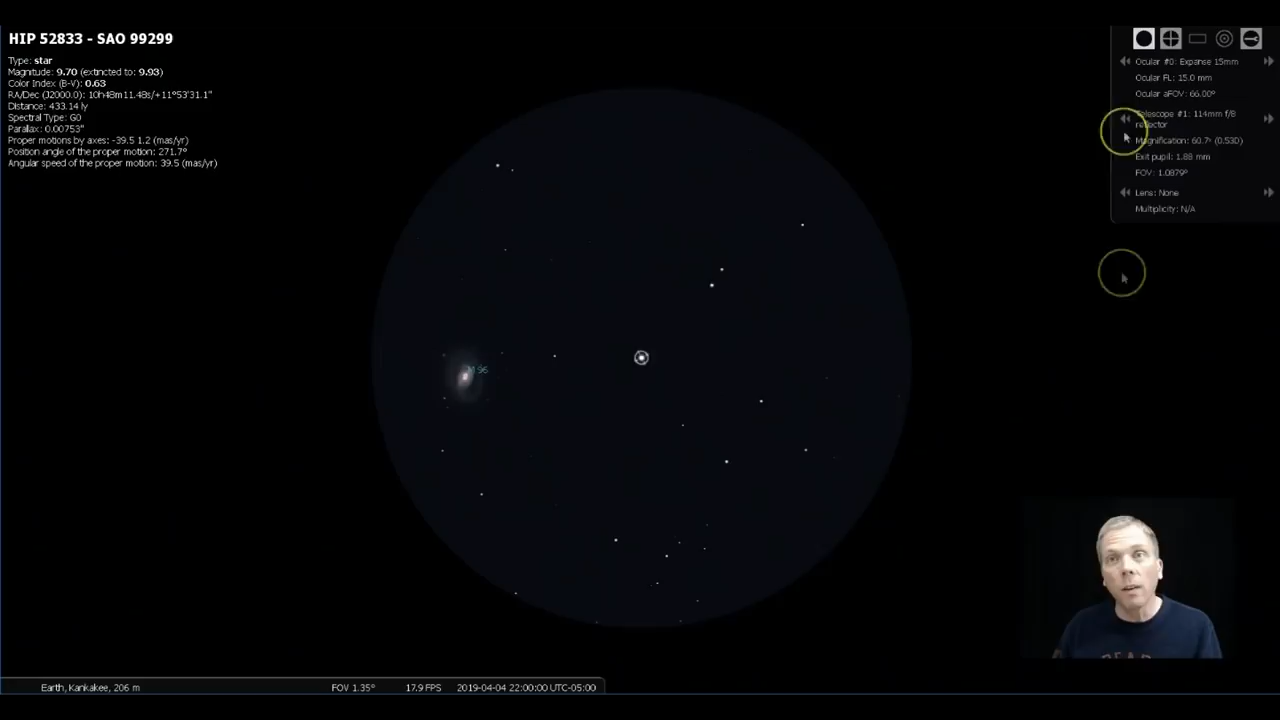 HIP 52833 - SAO 99299
Type: star
Magnitude: 9.70 (extincted to: 9.93)
Color Index (B-V): 0.63
RA/Dec (J2000.0): 10h48m11.48s/+11°53'31.1"
Distance: 433.14 ly
Spectral Type: G0
Parallax: 0.00753"
Proper motions by axes: -39.5 1.2 (mas/yr)
Position angle of the proper motion: 271.7°
Angular speed of the proper motion: 39.5 (mas/yr)
Ocular #0: Expanse 15mm
Ocular FL: 15.0 mm
Ocular aFOV: 66.00°
Telescope #1: 114mm f/8
reflector
Magnification: 60.7× (0.53D)
Exit pupil: 1.88 mm
FOV: 1.0879°
Lens: None
Multiplicity: N/A
M 96
Earth, Kankakee, 206 m
FOV 1.35°
17.9 FPS
2019-04-04 22:00:00 UTC-05:00